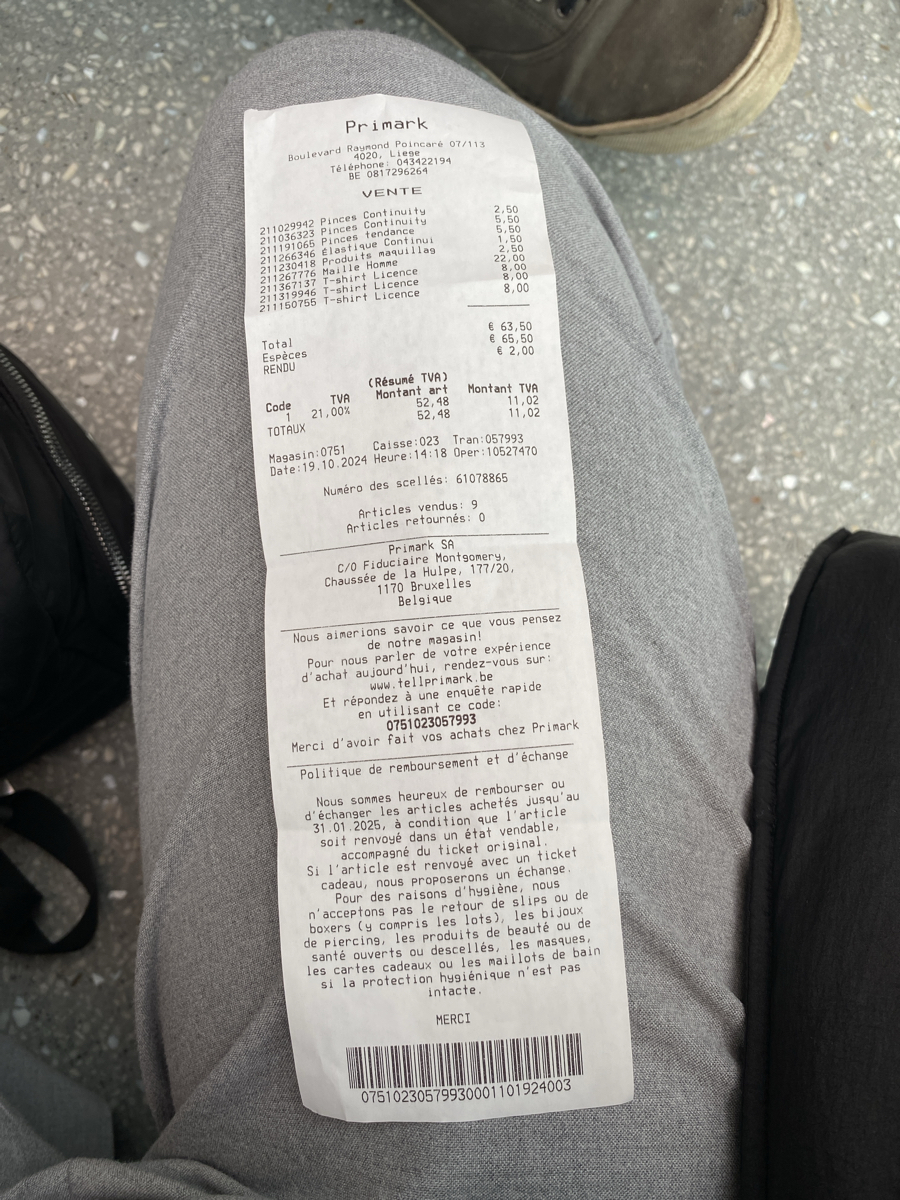 Primark
Boulevard Raymond Poincaré 07/113
4020, Liege
Téléphone: 043422194
BE 0817296264
VENTE
211029942 Pinces Continuity 2,50
211036323 Pinces Continuity 5,50
211191065 Pinces tendance 5,50
211266346 Élastique Continui 1,50
211230418 Produits maquillag 2,50
211267776 Maille Homme 22,00
211367137 T-shirt Licence 8,00
211319946 T-shirt Licence 8,00
211150755 T-shirt Licence 8,00
Total € 63,50
Espèces € 65,50
RENDU € 2,00
(Résumé TVA)
Code TVA Montant art Montant TVA
1 21,00% 52,48 11,02
TOTAUX 52,48 11,02
Magasin:0751 Caisse:023 Tran:057993
Date:19.10.2024 Heure:14:18 Oper:10527470
Numéro des scellés: 61078865
Articles vendus: 9
Articles retournés: 0
Primark SA
C/O Fiduciaire Montgomery,
Chaussée de la Hulpe, 177/20,
1170 Bruxelles
Belgique
Nous aimerions savoir ce que vous pensez
de notre magasin!
Pour nous parler de votre expérience
d'achat aujourd'hui, rendez-vous sur:
www.tellprimark.be
Et répondez à une enquête rapide
en utilisant ce code:
0751023057993
Merci d'avoir fait vos achats chez Primark
Politique de remboursement et d'échange
Nous sommes heureux de rembourser ou
d'échanger les articles achetés jusqu'au
31.01.2025, à condition que l'article
soit renvoyé dans un état vendable,
accompagné du ticket original.
Si l'article est renvoyé avec un ticket
cadeau, nous proposerons un échange.
Pour des raisons d'hygiène, nous
n'acceptons pas le retour de slips ou de
boxers (y compris les lots), les bijoux
de piercing, les produits de beauté ou de
santé ouverts ou descellés, les masques,
les cartes cadeaux ou les maillots de bain
si la protection hygiénique n'est pas
intacte.
MERCI
07510230579930001101924003